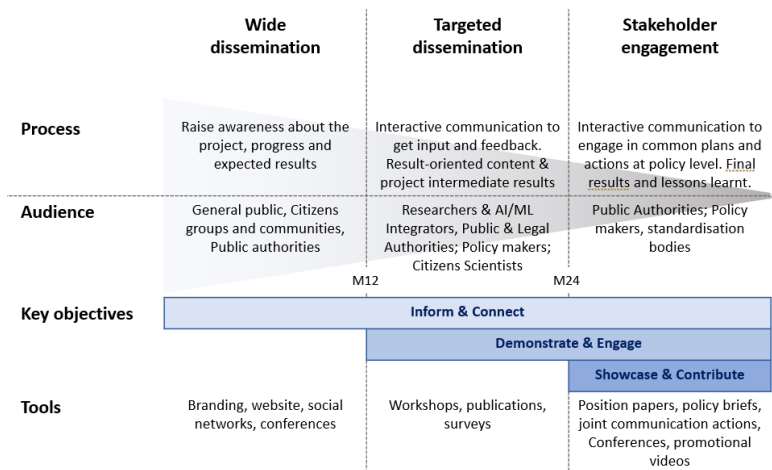 Wide
dissemination
Targeted
dissemination
Stakeholder
engagement
Process
Raise awareness about the
project, progress and
expected results
Interactive communication to
get input and feedback.
Result-oriented content &
project intermediate results
Interactive communication to
engage in common plans and
actions at policy level. Final
results and lessons learnt.
Audience
General public, Citizens
groups and communities,
Public authorities
Researchers & AI/ML
Integrators, Public & Legal
Authorities; Policy makers;
Citizens Scientists
Public Authorities; Policy
makers, standardisation
bodies
M12
M24
Key objectives
Inform & Connect
Demonstrate & Engage
Showcase & Contribute
Tools
Branding, website, social
networks, conferences
Workshops, publications,
surveys
Position papers, policy briefs,
joint communication actions,
Conferences, promotional
videos